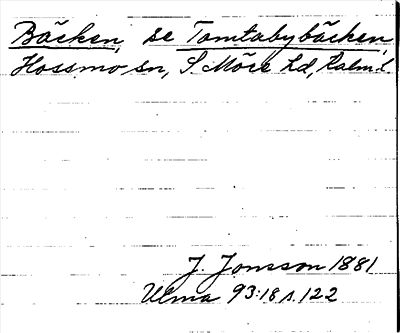 Bäcken, se Tomtabybäcken,
Hossmo sn, S. Möre hd, Kalm. l.
J. Jonsson 1881
Ulma 93:18 s. 122